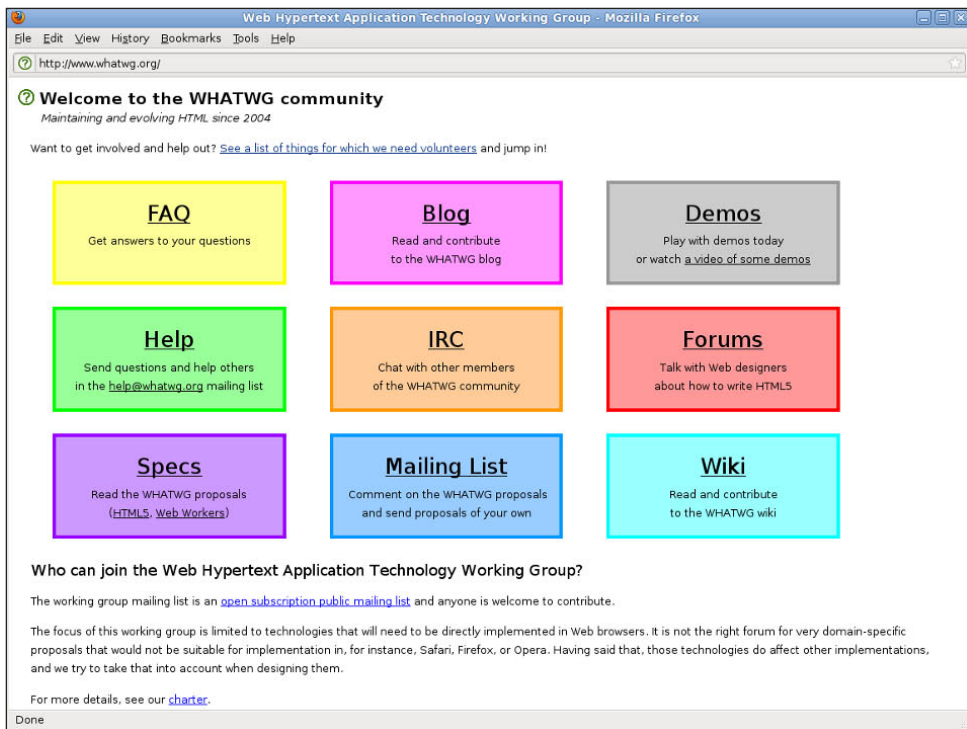 Web Hypertext Application Technology Working Group - Mozilla Firefox
File Edit View History Bookmarks Tools Help
http://www.whatwg.org/
Welcome to the WHATWG community
Maintaining and evolving HTML since 2004
Want to get involved and help out? See a list of things for which we need volunteers and jump in!
FAQ
Get answers to your questions
Blog
Read and contribute
to the WHATWG blog
Demos
Play with demos today
or watch a video of some demos
Help
Send questions and help others
in the help@whatwg.org mailing list
IRC
Chat with other members
of the WHATWG community
Forums
Talk with Web designers
about how to write HTML5
Specs
Read the WHATWG proposals
(HTML5, Web Workers)
Mailing List
Comment on the WHATWG proposals
and send proposals of your own
Wiki
Read and contribute
to the WHATWG wiki
Who can join the Web Hypertext Application Technology Working Group?
The working group mailing list is an open subscription public mailing list and anyone is welcome to contribute.
The focus of this working group is limited to technologies that will need to be directly implemented in Web browsers. It is not the right forum for very domain-specific
proposals that would not be suitable for implementation in, for instance, Safari, Firefox, or Opera. Having said that, those technologies do affect other implementations,
and we try to take that into account when designing them.
For more details, see our charter.
Done